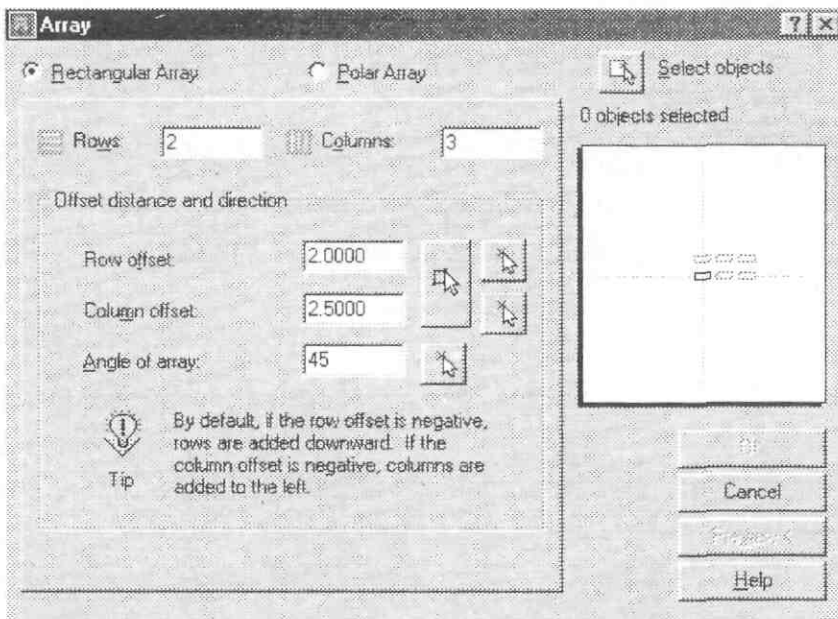 Array
Rectangular Array
Polar Array
Select objects
0 objects selected
Rows:
2
Columns:
3
Offset distance and direction
Row offset:
2.0000
Column offset:
2.5000
Angle of array:
45
Tip
By default, if the row offset is negative,
rows are added downward. If the
column offset is negative, columns are
added to the left.
Cancel
Preview <
Help